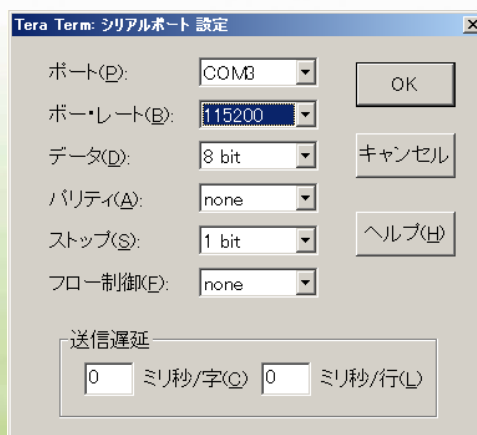 Tera Term: シリアルポート 設定
ポート(P): COM3
ボー・レート(B): 115200
データ(D): 8 bit
パリティ(A): none
ストップ(S): 1 bit
フロー制御(F): none
OK
キャンセル
ヘルプ(H)
送信遅延
0 ミリ秒/字(C) 0 ミリ秒/行(L)